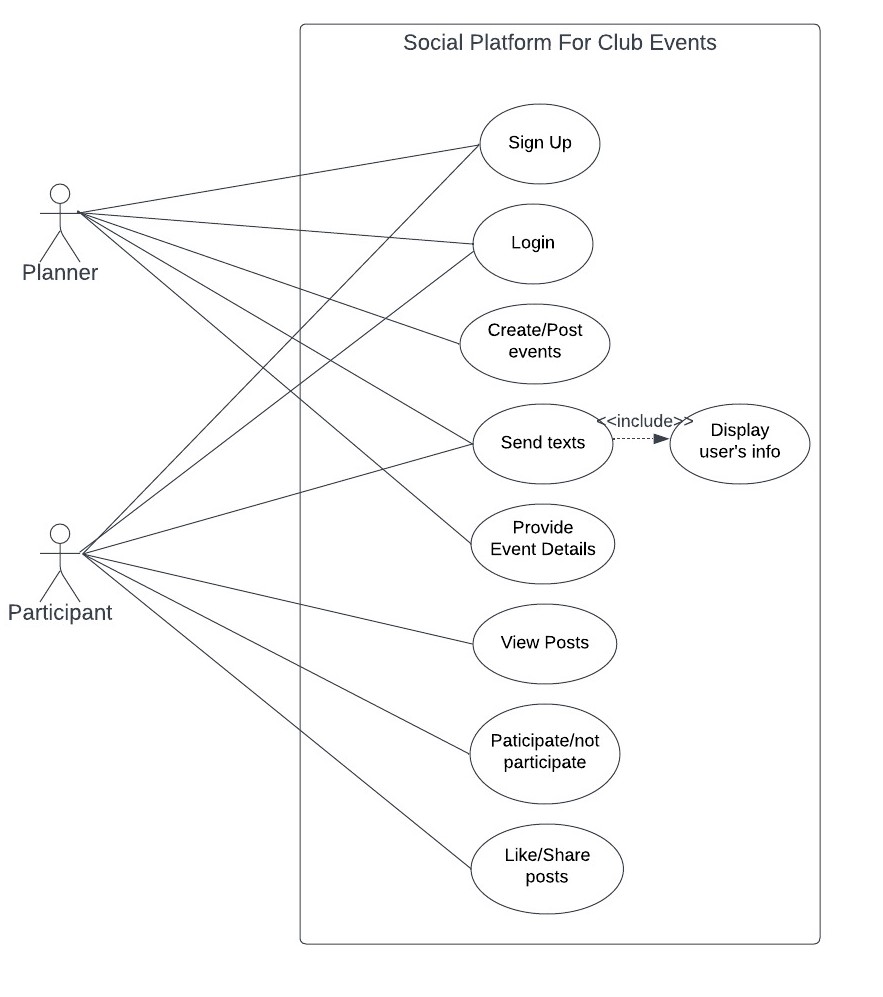 Social Platform For Club Events
Sign Up
Planner
Login
Create/Post
events
Send texts
<<include>>
Display
user's info
Provide
Event Details
Participant
View Posts
Paticipate/not
participate
Like/Share
posts